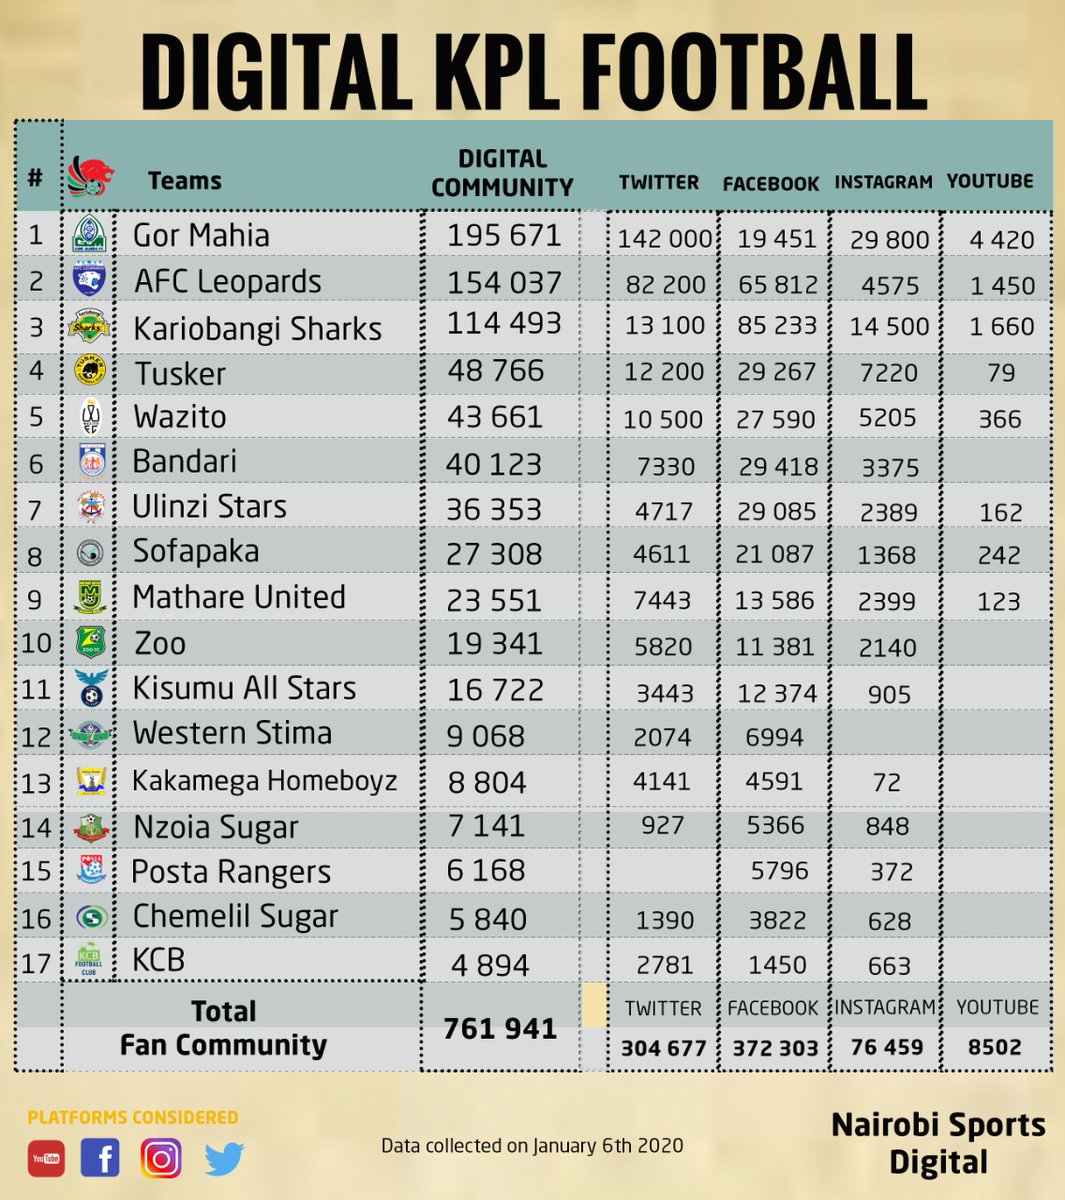 DIGITAL KPL FOOTBALL
# Teams DIGITAL COMMUNITY TWITTER FACEBOOK INSTAGRAM YOUTUBE
1 Gor Mahia 195 671 142 000 19 451 29 800 4 420
2 AFC Leopards 154 037 82 200 65 812 4575 1 450
3 Kariobangi Sharks 114 493 13 100 85 233 14 500 1 660
4 Tusker 48 766 12 200 29 267 7220 79
5 Wazito 43 661 10 500 27 590 5205 366
6 Bandari 40 123 7330 29 418 3375
7 Ulinzi Stars 36 353 4717 29 085 2389 162
8 Sofapaka 27 308 4611 21 087 1368 242
9 Mathare United 23 551 7443 13 586 2399 123
10 Zoo 19 341 5820 11 381 2140
11 Kisumu All Stars 16 722 3443 12 374 905
12 Western Stima 9 068 2074 6994
13 Kakamega Homeboyz 8 804 4141 4591 72
14 Nzoia Sugar 7 141 927 5366 848
15 Posta Rangers 6 168 5796 372
16 Chemelil Sugar 5 840 1390 3822 628
17 KCB 4 894 2781 1450 663
Total Fan Community 761 941
TWITTER FACEBOOK INSTAGRAM YOUTUBE
304 677 372 303 76 459 8502
PLATFORMS CONSIDERED
You Tube
Data collected on January 6th 2020
Nairobi Sports
Digital